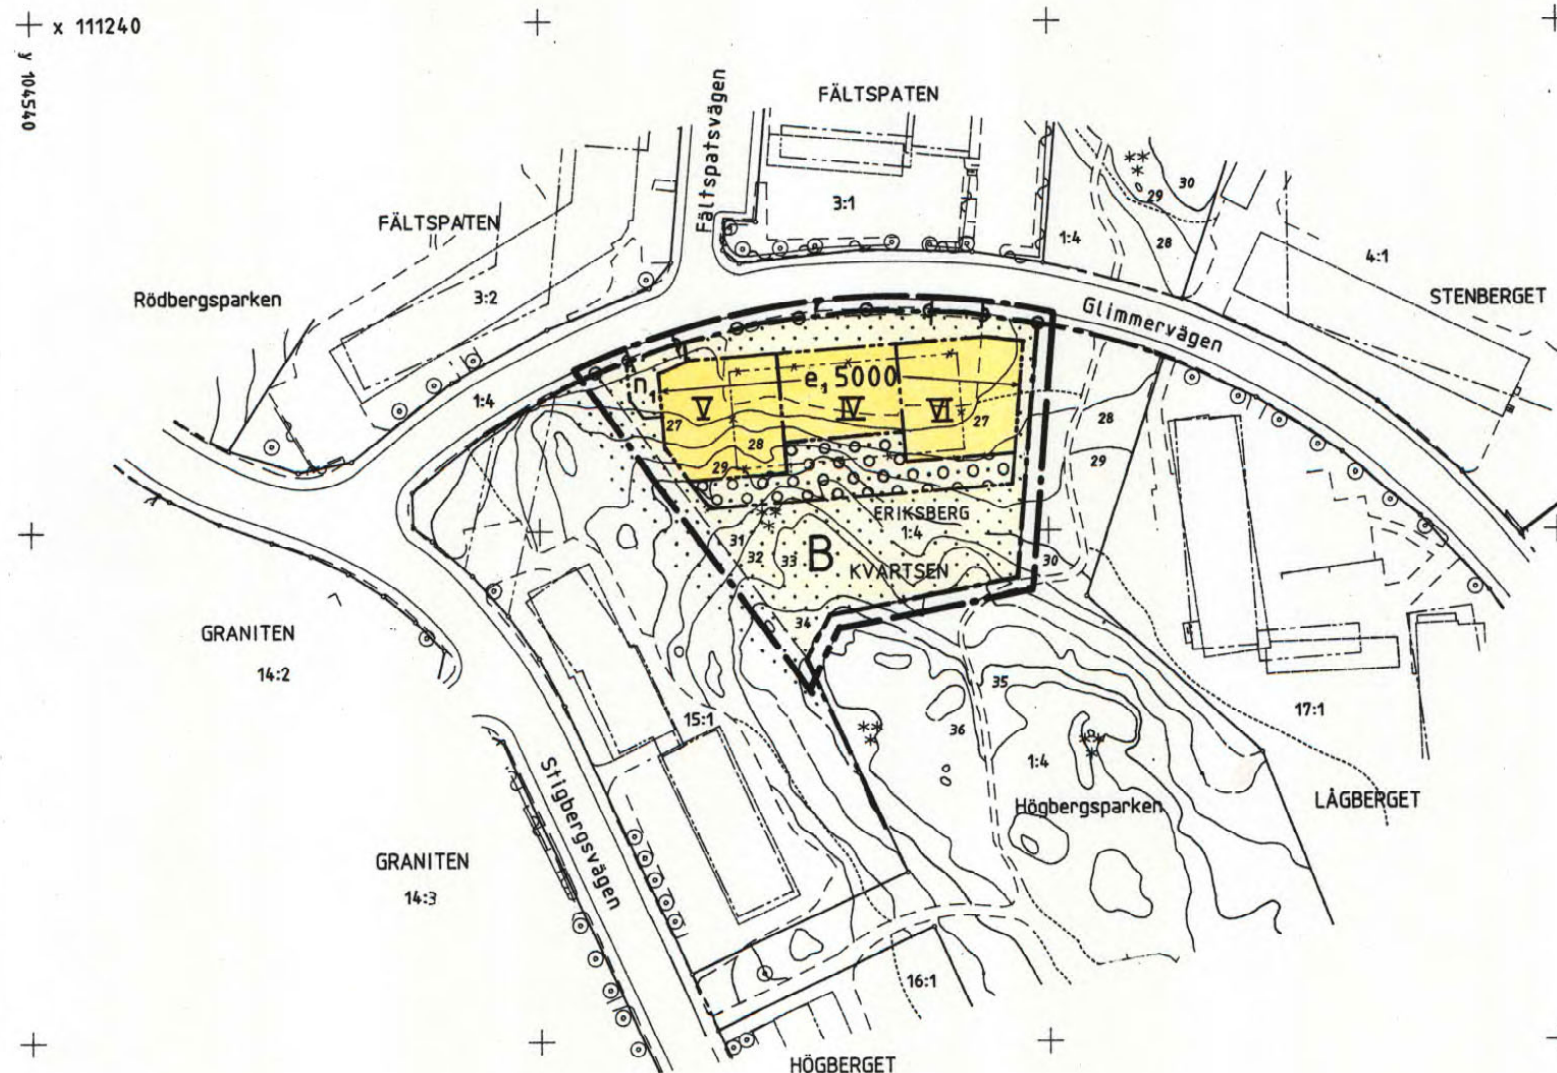 x 111240
y 104540
FÄLTSPATEN
Fältspatsvägen
30
29
3:1
FÄLTSPATEN
1:4
28
4:1
Rödbergsparken
3:2
STENBERGET
Glimmervägen
n₁
e₁ 5000
1:4
V
IV
VI
27
27
28
28
29
29
ERIKSBERG
1:4
31
32
33
B
KVARTSEN
30
34
GRANITEN
14:2
35
15:1
36
17:1
1:4
Stigbergsvägen
Högbergsparken
LÅGBERGET
GRANITEN
14:3
16:1
HÖGBERGET